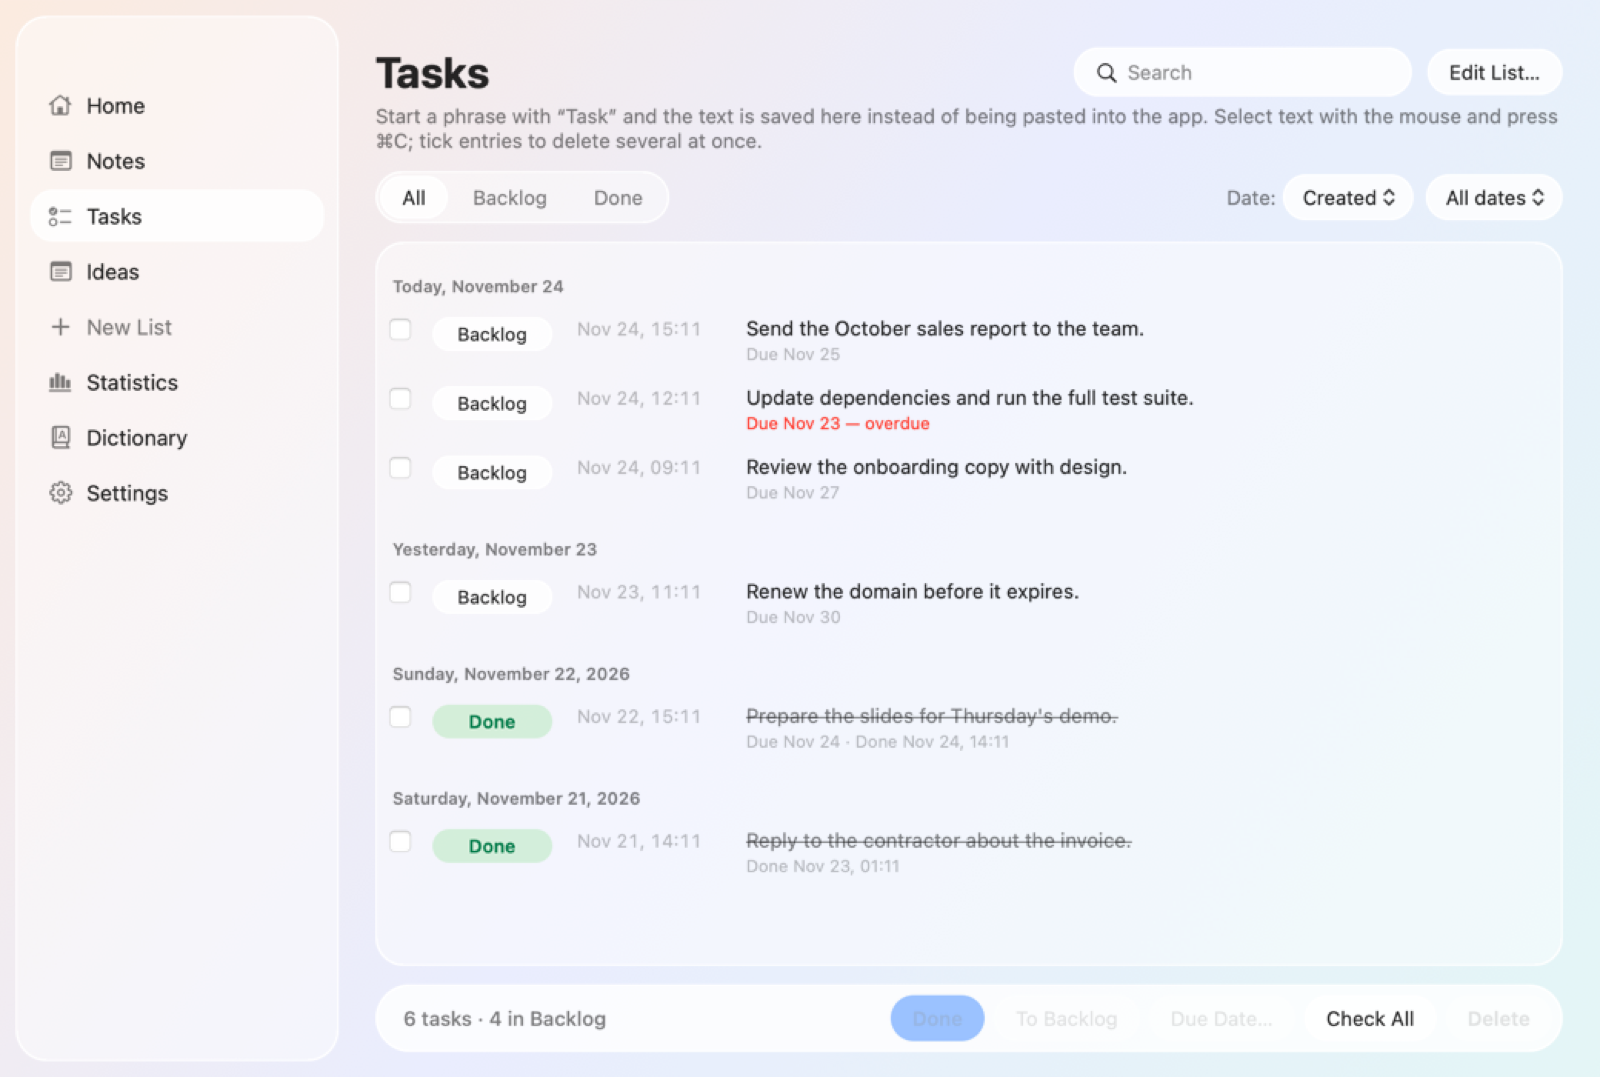 Home
Notes
Tasks
Ideas
New List
Statistics
Dictionary
Settings
Tasks
Search
Edit List...
Start a phrase with “Task” and the text is saved here instead of being pasted into the app. Select text with the mouse and press
⌘C; tick entries to delete several at once.
All Backlog Done
Date: Created All dates
Today, November 24
Backlog Nov 24, 15:11 Send the October sales report to the team.
Due Nov 25
Backlog Nov 24, 12:11 Update dependencies and run the full test suite.
Due Nov 23 — overdue
Backlog Nov 24, 09:11 Review the onboarding copy with design.
Due Nov 27
Yesterday, November 23
Backlog Nov 23, 11:11 Renew the domain before it expires.
Due Nov 30
Sunday, November 22, 2026
Done Nov 22, 15:11 Prepare the slides for Thursday's demo.
Due Nov 24 · Done Nov 24, 14:11
Saturday, November 21, 2026
Done Nov 21, 14:11 Reply to the contractor about the invoice.
Done Nov 23, 01:11
6 tasks · 4 in Backlog Done To Backlog Due Date... Check All Delete